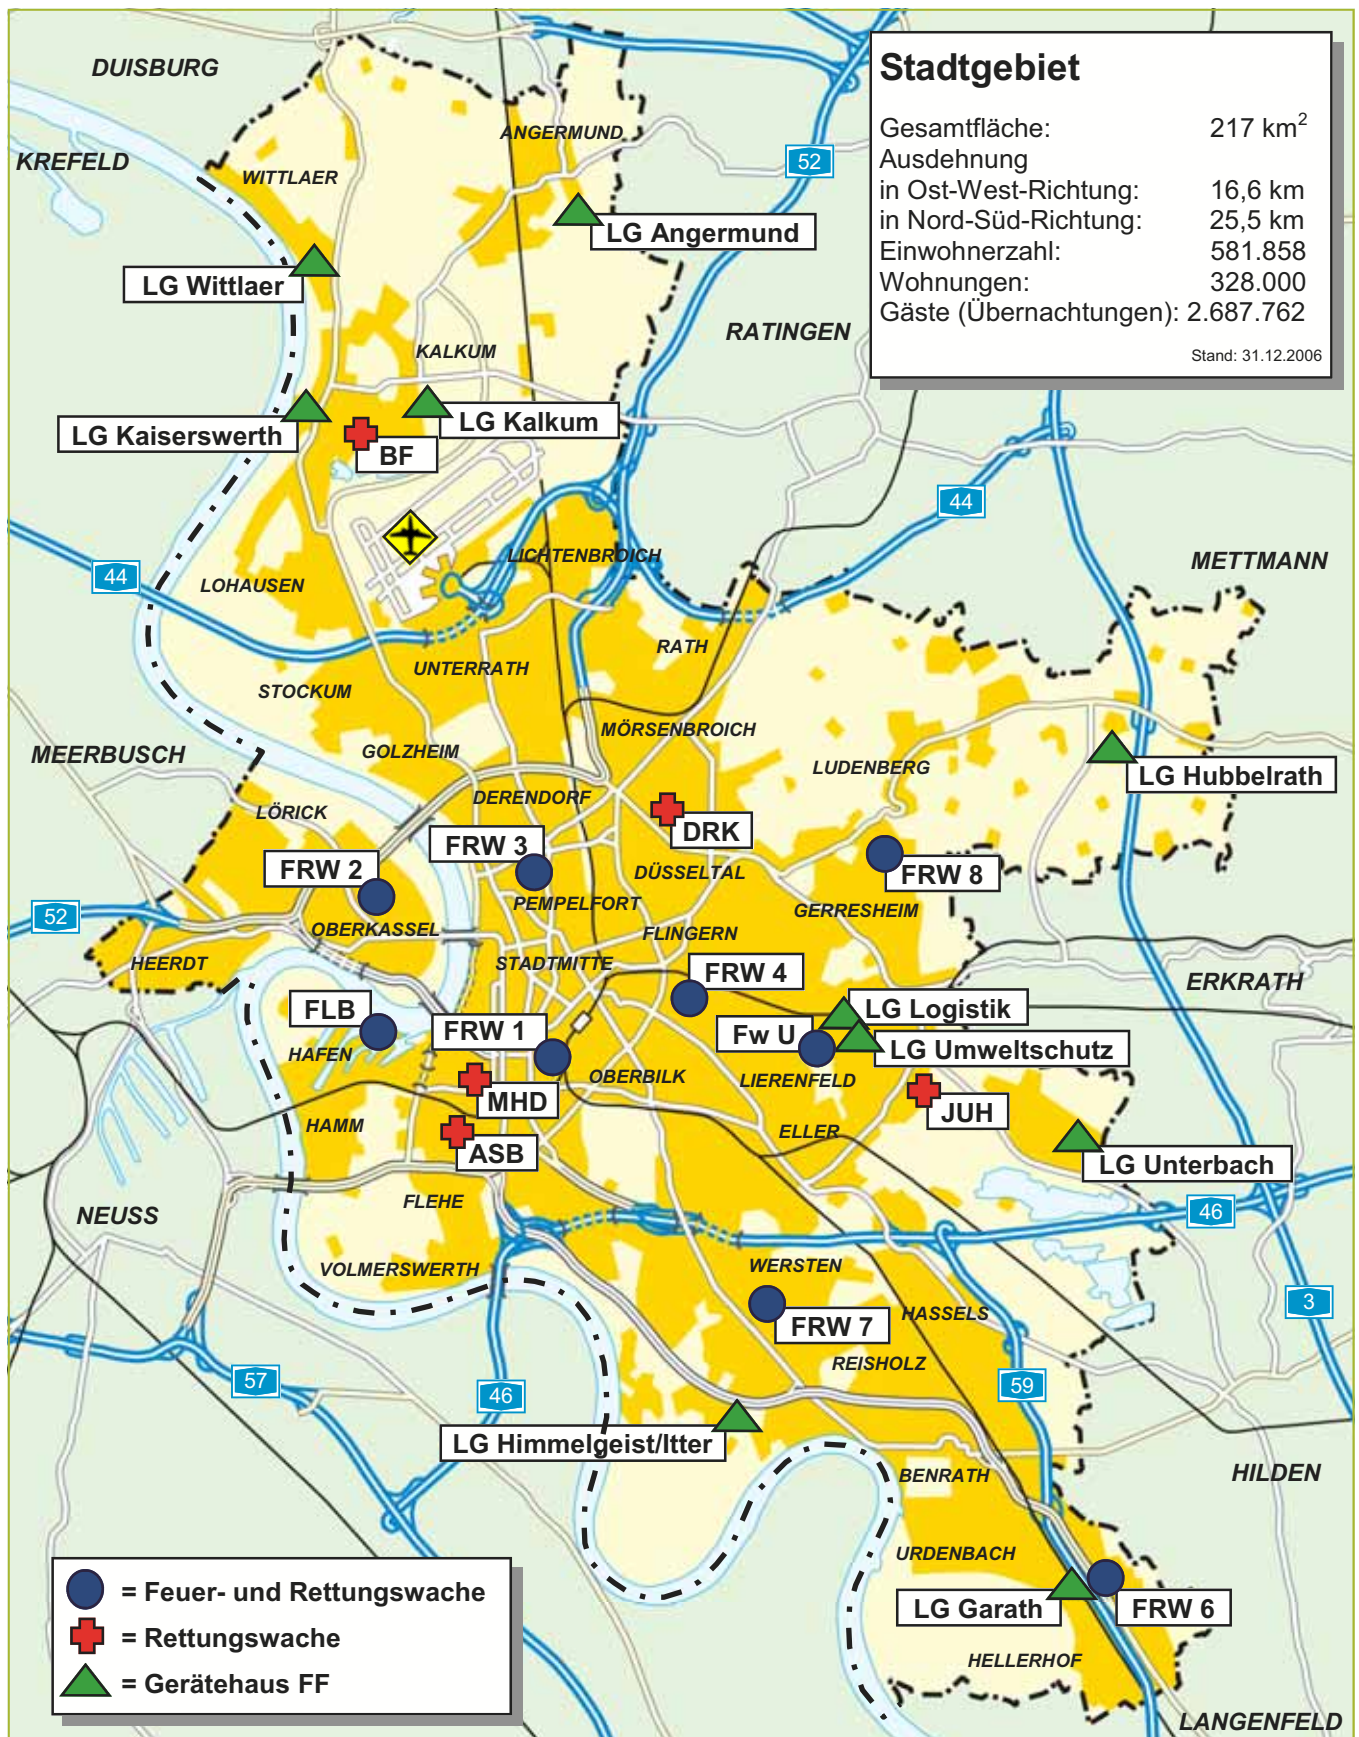 DUISBURG
Stadtgebiet
Gesamtfläche: 217 km²
Ausdehnung
in Ost-West-Richtung: 16,6 km
in Nord-Süd-Richtung: 25,5 km
Einwohnerzahl: 581.858
Wohnungen: 328.000
Gäste (Übernachtungen): 2.687.762
Stand: 31.12.2006
KREFELD
ANGERMUND
52
WITTLAER
LG Angermund
LG Wittlaer
RATINGEN
KALKUM
LG Kaiserswerth
LG Kalkum
BF
44
LICHTENBROICH
METTMANN
44
LOHAUSEN
RATH
UNTERRATH
STOCKUM
MÖRSENBROICH
MEERBUSCH
GOLZHEIM
LUDENBERG
LG Hubbelrath
DERENDORF
LÖRICK
DRK
FRW 3
FRW 2
DÜSSELTAL
FRW 8
PEMPELFORT
GERRESHEIM
52
OBERKASSEL
FLINGERN
HEERDT
STADTMITTE
FRW 4
ERKRATH
FLB
LG Logistik
FRW 1
Fw U
LG Umweltschutz
HAFEN
OBERBILK
LIERENFELD
MHD
JUH
HAMM
ELLER
ASB
LG Unterbach
FLEHE
NEUSS
46
VOLMERSWERTH
WERSTEN
3
HASSELS
FRW 7
REISHOLZ
57
46
59
LG Himmelgeist/Itter
BENRATH
HILDEN
URDENBACH
LG Garath
FRW 6
HELLERHOF
LANGENFELD
= Feuer- und Rettungswache
= Rettungswache
= Gerätehaus FF